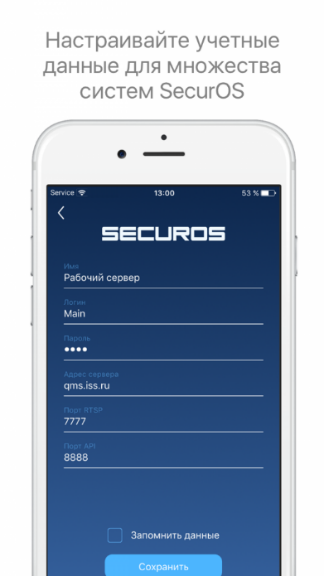 Настраивайте учетные
данные для множества
систем SecurOS
Service 13:00 53 %
SECUROS
Имя
Рабочий сервер
Логин
Main
Пароль
••••
Адрес сервера
qms.iss.ru
Порт RTSP
7777
Порт API
8888
Запомнить данные
Сохранить